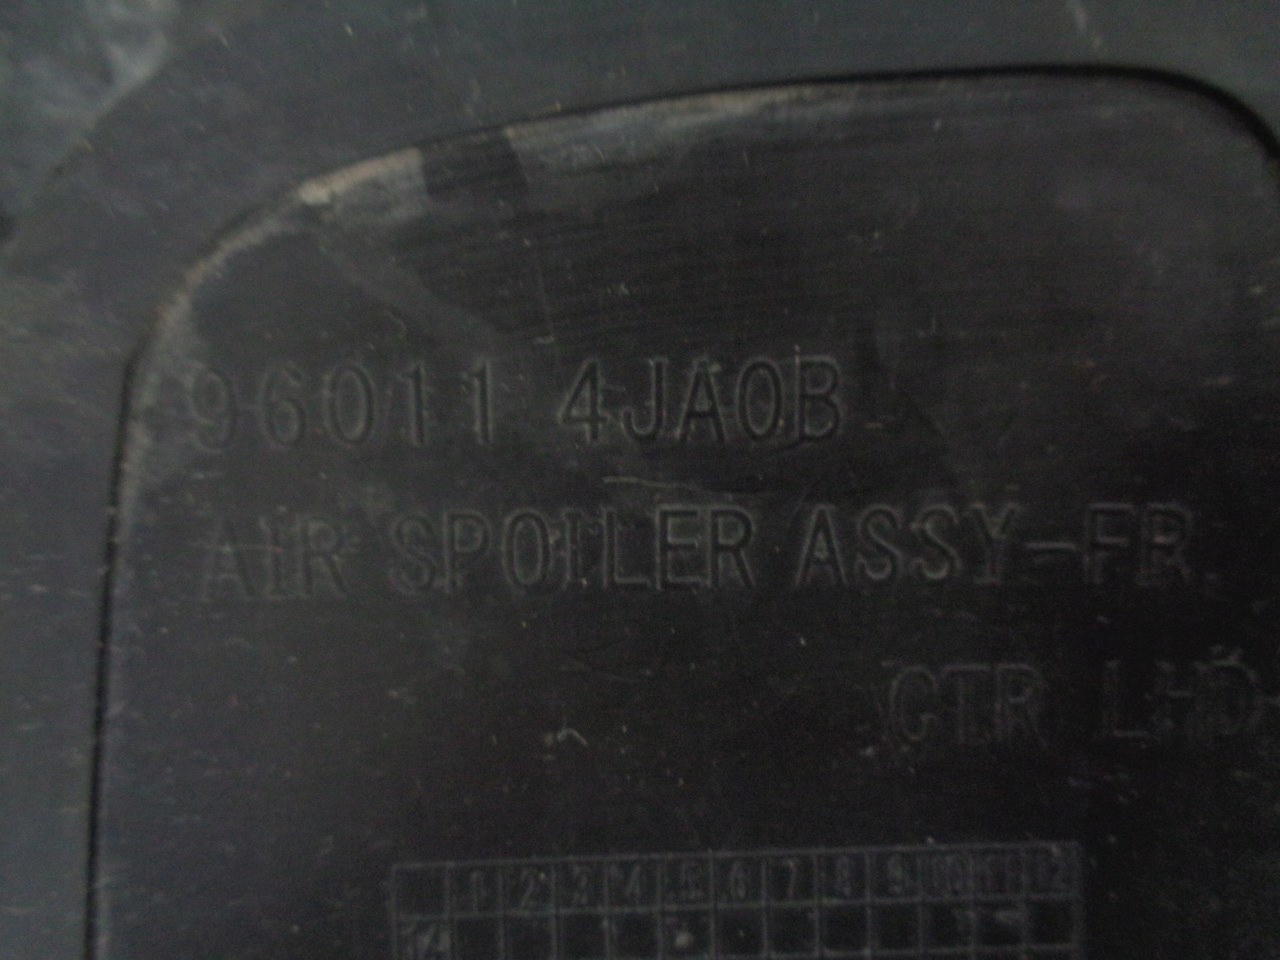 96011 4JA0B
AIR SPOILER ASSY-FR
CTR LHD
1 2 3 4 5 6 7 8 9 10 11 12
14